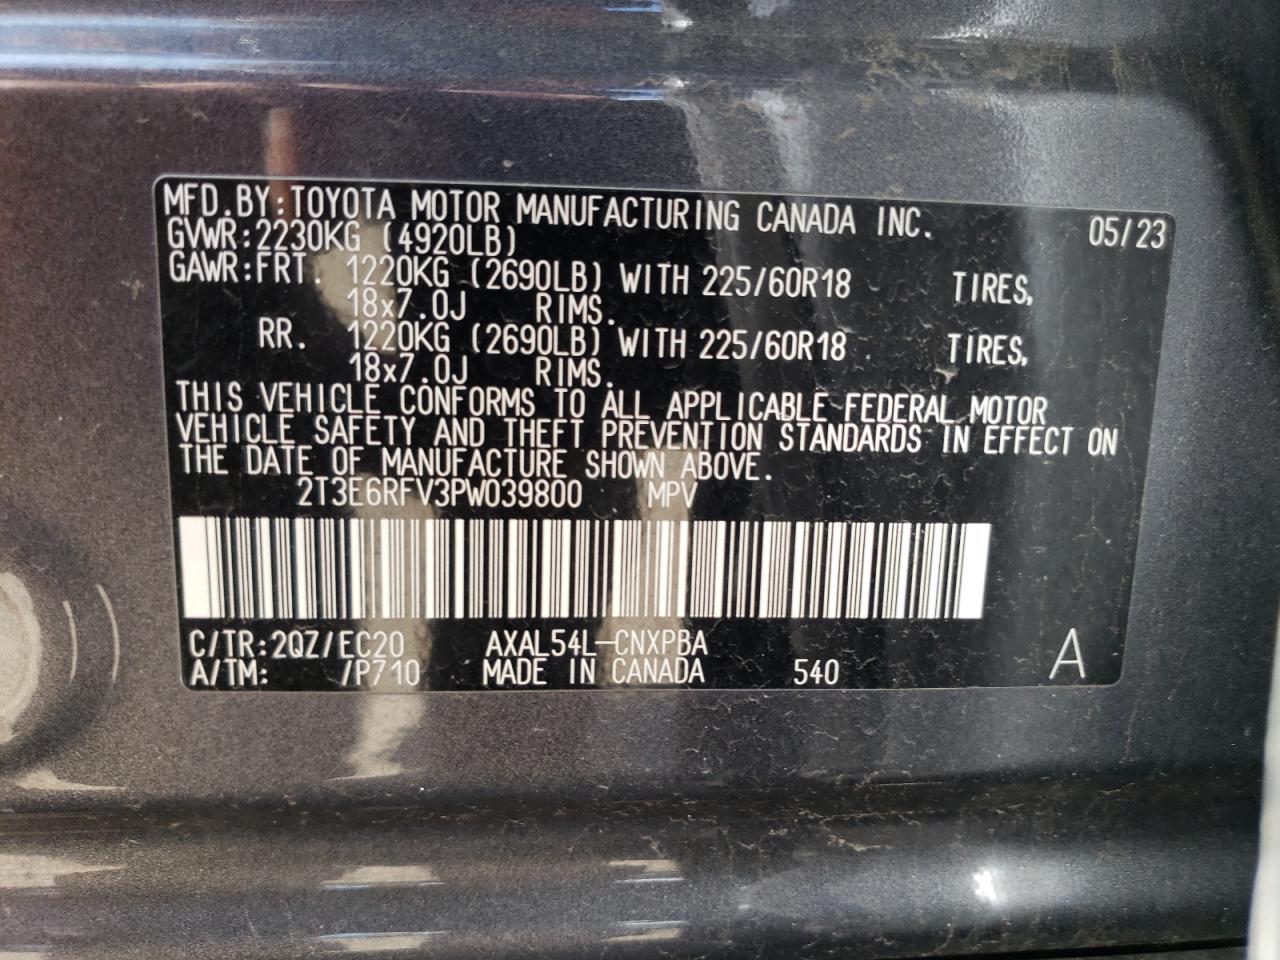 MFD.BY:TOYOTA MOTOR MANUFACTURING CANADA INC. 05/23
GVWR:2230KG (4920LB)
GAWR:FRT. 1220KG (2690LB) WITH 225/60R18 TIRES,
18x7.0J RIMS.
RR. 1220KG (2690LB) WITH 225/60R18 TIRES,
18x7.0J RIMS.
THIS VEHICLE CONFORMS TO ALL APPLICABLE FEDERAL MOTOR
VEHICLE SAFETY AND THEFT PREVENTION STANDARDS IN EFFECT ON
THE DATE OF MANUFACTURE SHOWN ABOVE.
2T3E6RFV3PW039800 MPV
C/TR:2QZ/EC20 AXAL54L-CNXPBA
A/TM: /P710 MADE IN CANADA 540 A